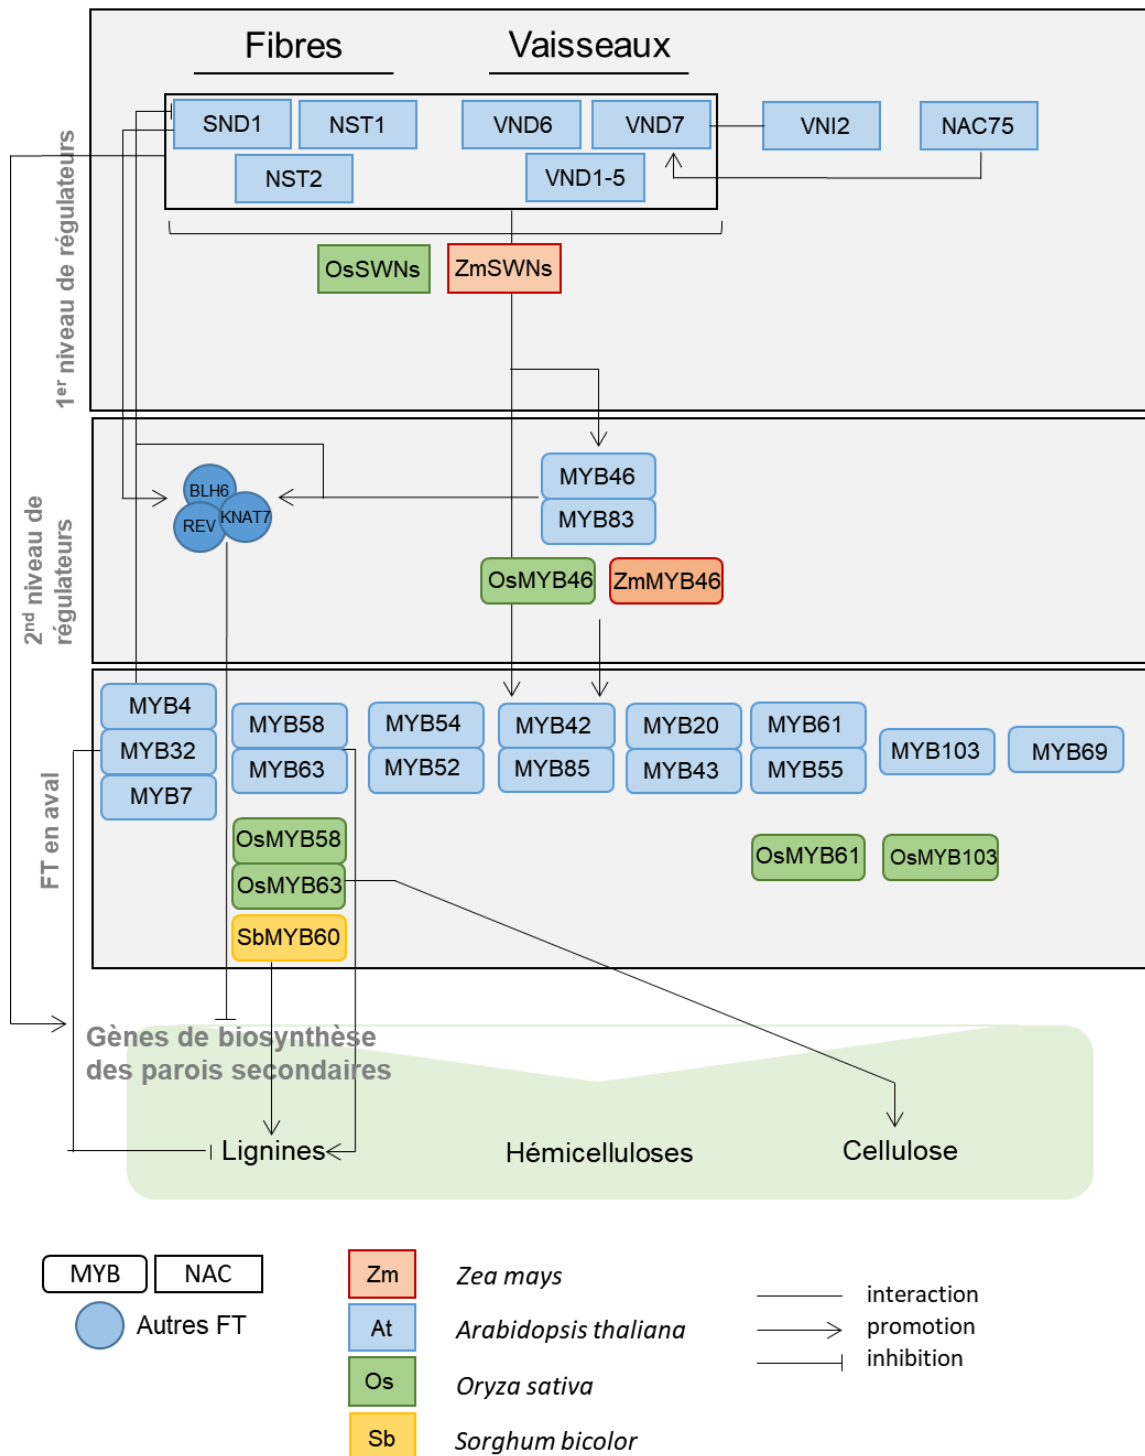 Fibres
Vaisseaux
SND1
NST1
VND6
VND7
VNI2
NAC75
NST2
VND1-5
OsSWNs
ZmSWNs
1er niveau de régulateurs
MYB46
MYB83
BLH6
REV
KNAT7
OsMYB46
ZmMYB46
2nd niveau de
régulateurs
MYB4
MYB32
MYB7
MYB58
MYB63
MYB54
MYB52
MYB42
MYB85
MYB20
MYB43
MYB61
MYB55
MYB103
MYB69
OsMYB58
OsMYB63
SbMYB60
OsMYB61
OsMYB103
FT en aval
Gènes de biosynthèse
des parois secondaires
Lignines
Hémicelluloses
Cellulose
MYB
NAC
Autres FT
Zm
Zea mays
At
Arabidopsis thaliana
Os
Oryza sativa
Sb
Sorghum bicolor
interaction
promotion
inhibition